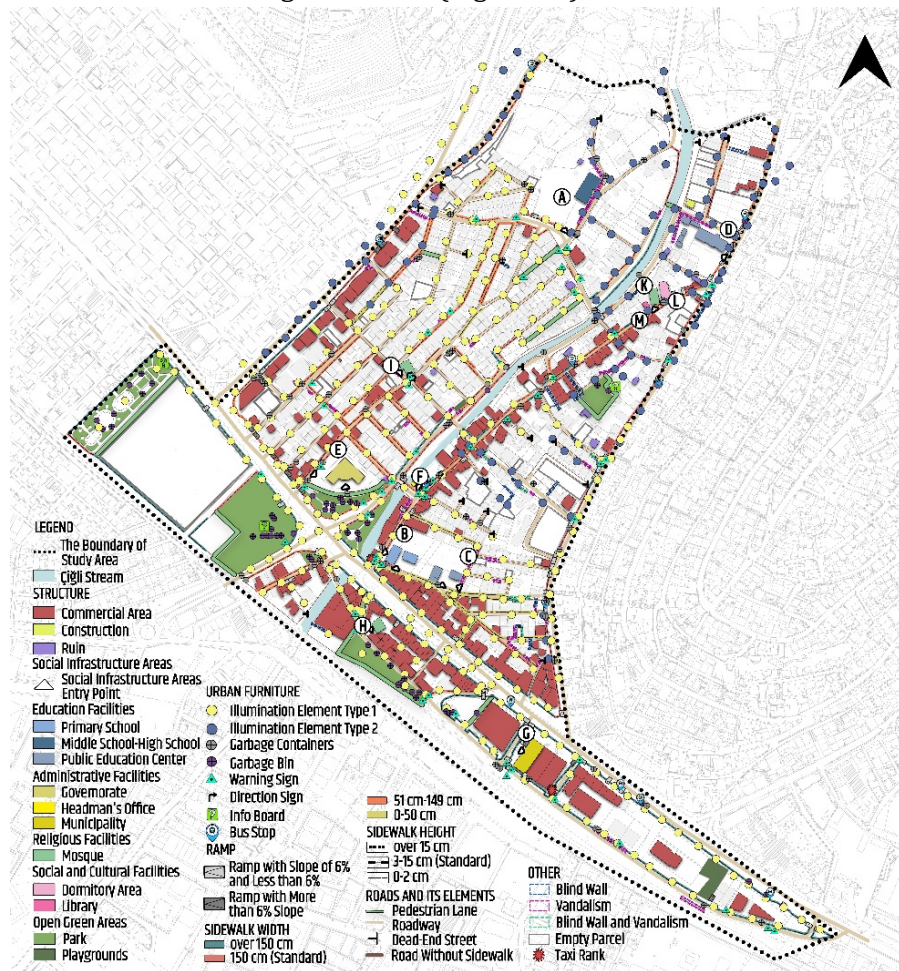 A
D
K
L
M
I
E
F
B
C
H
G
LEGEND
The Boundary of
Study Area
Çiğli Stream
STRUCTURE
Commercial Area
Construction
Ruin
Social Infrastructure Areas
Social Infrastructure Areas
Entry Point
Education Facilities
Primary School
Middle School-High School
Public Education Center
Administrative Facilities
Governorate
Headman's Office
Municipality
Religious Facilities
Mosque
Social and Cultural Facilities
Dormitory Area
Library
Open Green Areas
Park
Playgrounds
URBAN FURNITURE
Illumination Element Type 1
Illumination Element Type 2
Garbage Containers
Garbage Bin
Warning Sign
Direction Sign
Info Board
Bus Stop
RAMP
Ramp with Slope of 6%
and Less than 6%
Ramp with More
than 6% Slope
SIDEWALK WIDTH
over 150 cm
150 cm (Standard)
51 cm-149 cm
0-50 cm
SIDEWALK HEIGHT
over 15 cm
3-15 cm (Standard)
0-2 cm
ROADS AND ITS ELEMENTS
Pedestrian Lane
Roadway
Dead-End Street
Road Without Sidewalk
OTHER
Blind Wall
Vandalism
Blind Wall and Vandalism
Empty Parcel
Taxi Rank